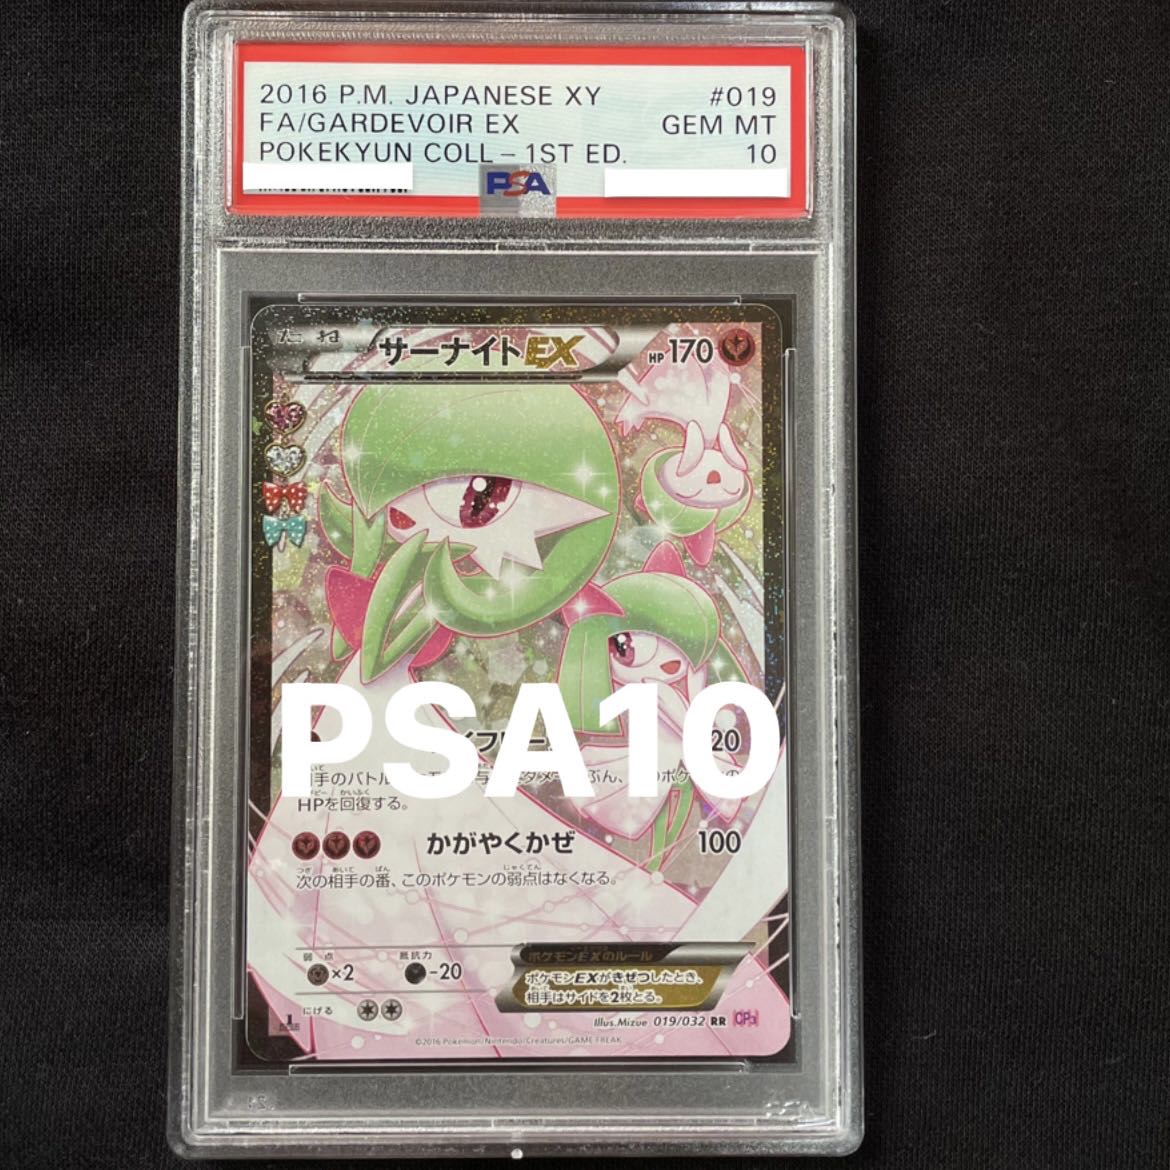 2016 P.M. JAPANESE XY #019
FA/GARDEVOIR EX GEM MT
POKEKYUN COLL - 1ST ED. 10
PSA
たね サーナイトEX HP170
PSA10
20
HPを回復する。
かがやくかぜ 100
次の相手の番、このポケモンの弱点はなくなる。
弱点 ×2 抵抗力 -20
ポケモンEXのルール
ポケモンEXがきぜつしたとき、
相手はサイドを2枚とる。
にげる
Illus. Mizue 019/032 RR CP3
©2016 Pokémon/Nintendo/Creatures/GAME FREAK